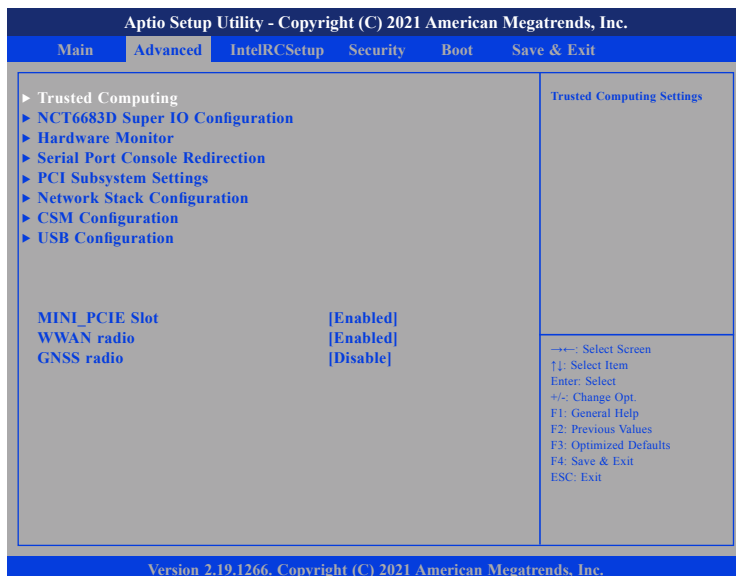 Aptio Setup Utility - Copyright (C) 2021 American Megatrends, Inc.
Main Advanced IntelRCSetup Security Boot Save & Exit
▶ Trusted Computing
▶ NCT6683D Super IO Configuration
▶ Hardware Monitor
▶ Serial Port Console Redirection
▶ PCI Subsystem Settings
▶ Network Stack Configuration
▶ CSM Configuration
▶ USB Configuration
MINI_PCIE Slot [Enabled]
WWAN radio [Enabled]
GNSS radio [Disable]
Trusted Computing Settings
→←: Select Screen
↑↓: Select Item
Enter: Select
+/-: Change Opt.
F1: General Help
F2: Previous Values
F3: Optimized Defaults
F4: Save & Exit
ESC: Exit
Version 2.19.1266. Copyright (C) 2021 American Megatrends, Inc.